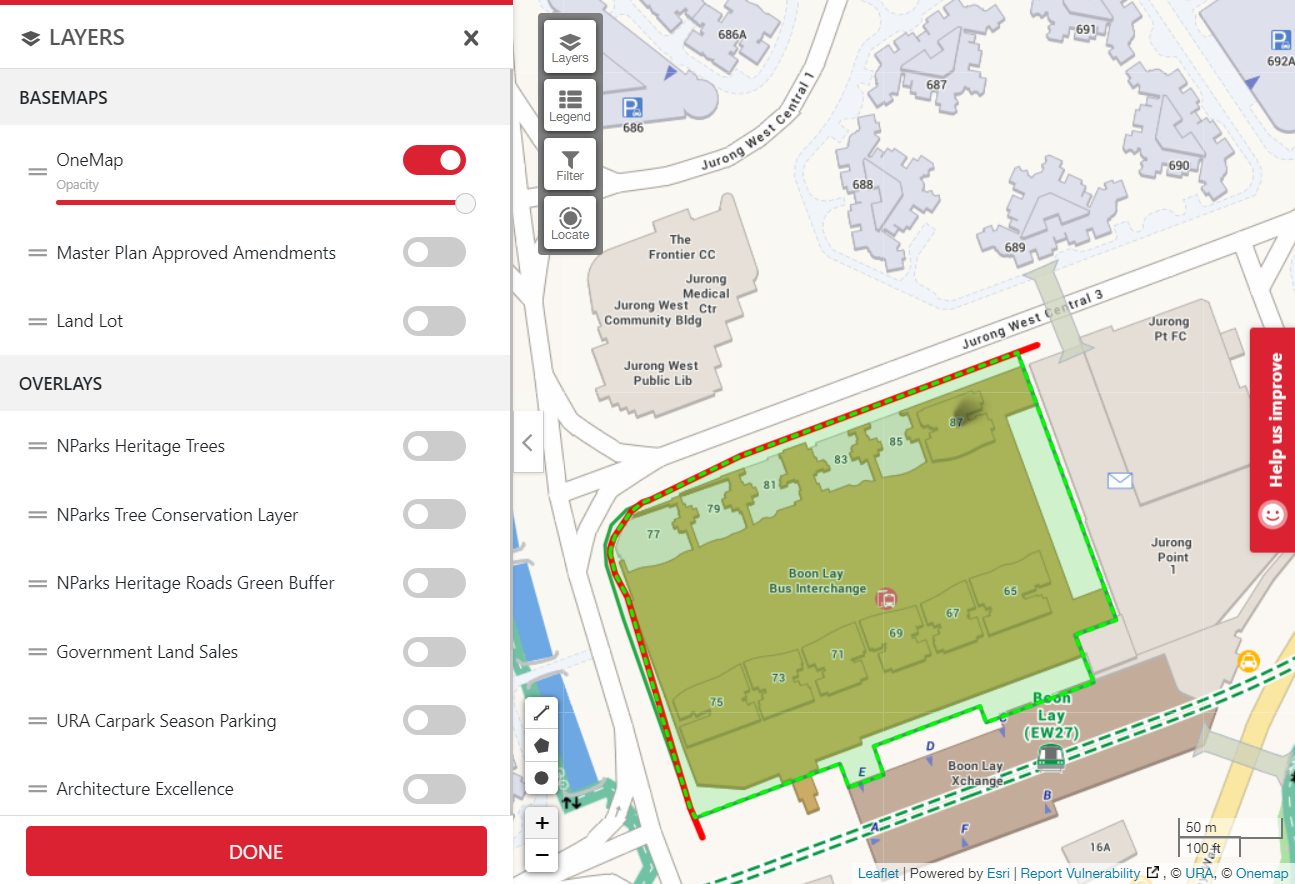 LAYERS
BASEMAPS
OneMap
Opacity
Master Plan Approved Amendments
Land Lot
OVERLAYS
NParks Heritage Trees
NParks Tree Conservation Layer
NParks Heritage Roads Green Buffer
Government Land Sales
URA Carpark Season Parking
Architecture Excellence
DONE
Layers
Legend
Filter
Locate
686A
691
692A
687
686
Jurong West Central 1
690
688
689
The
Frontier CC
Jurong
Medical
Ctr
Jurong West
Community Bldg
Jurong West
Public Lib
Jurong West Central 3
Jurong
Pt FC
Help us improve
87
85
83
81
79
77
Jurong
Point
1
Boon Lay
Bus Interchange
65
67
69
71
73
75
Boon
Lay
(EW27)
C
D
E
Boon Lay
Xchange
A
B
F
16A
+
−
50 m
100 ft
Leaflet | Powered by Esri | Report Vulnerability , © URA, © Onemap